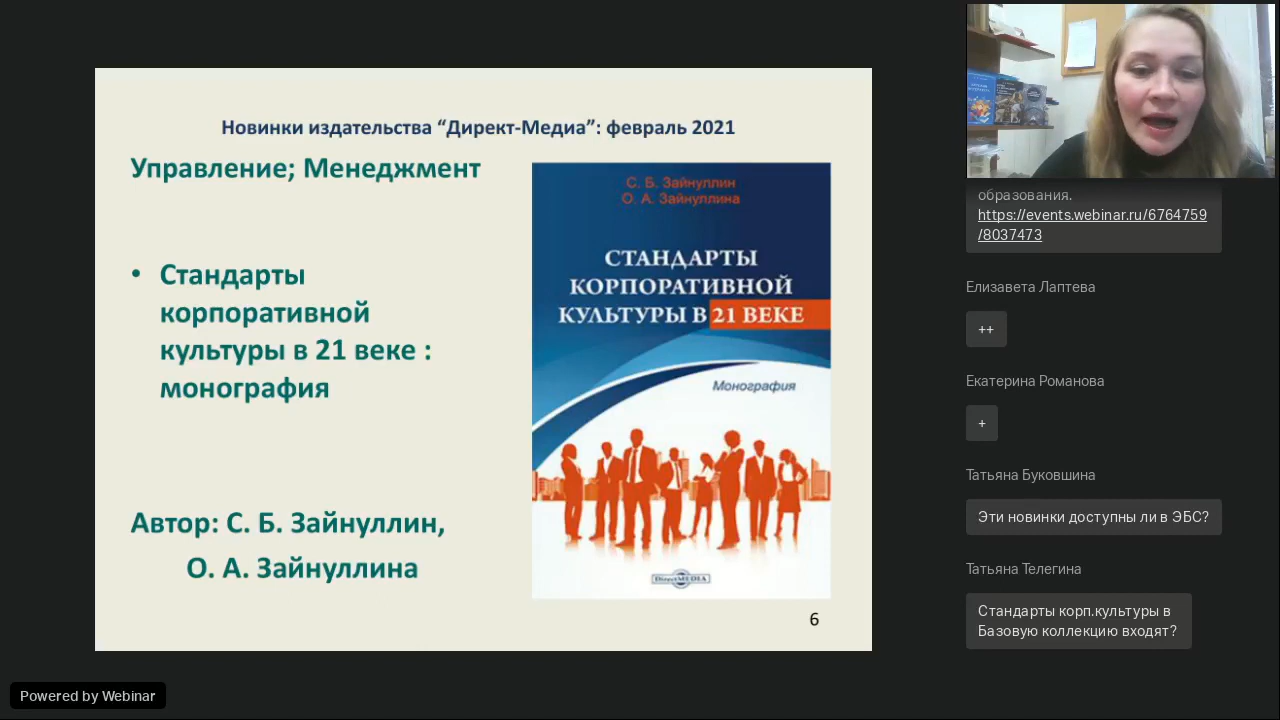 Новинки издательства “Директ-Медиа”: февраль 2021
Управление; Менеджмент
• Стандарты
корпоративной
культуры в 21 веке :
монография
Автор: С. Б. Зайнуллин,
О. А. Зайнуллина
С. Б. Зайнуллин
О. А. Зайнуллина
СТАНДАРТЫ
КОРПОРАТИВНОЙ
КУЛЬТУРЫ В 21 ВЕКЕ
Монография
DirectMEDIA
6
образования.
https://events.webinar.ru/6764759
/8037473
Елизавета Лаптева
++
Екатерина Романова
+
Татьяна Буковшина
Эти новинки доступны ли в ЭБС?
Татьяна Телегина
Стандарты корп.культуры в
Базовую коллекцию входят?
Powered by Webinar